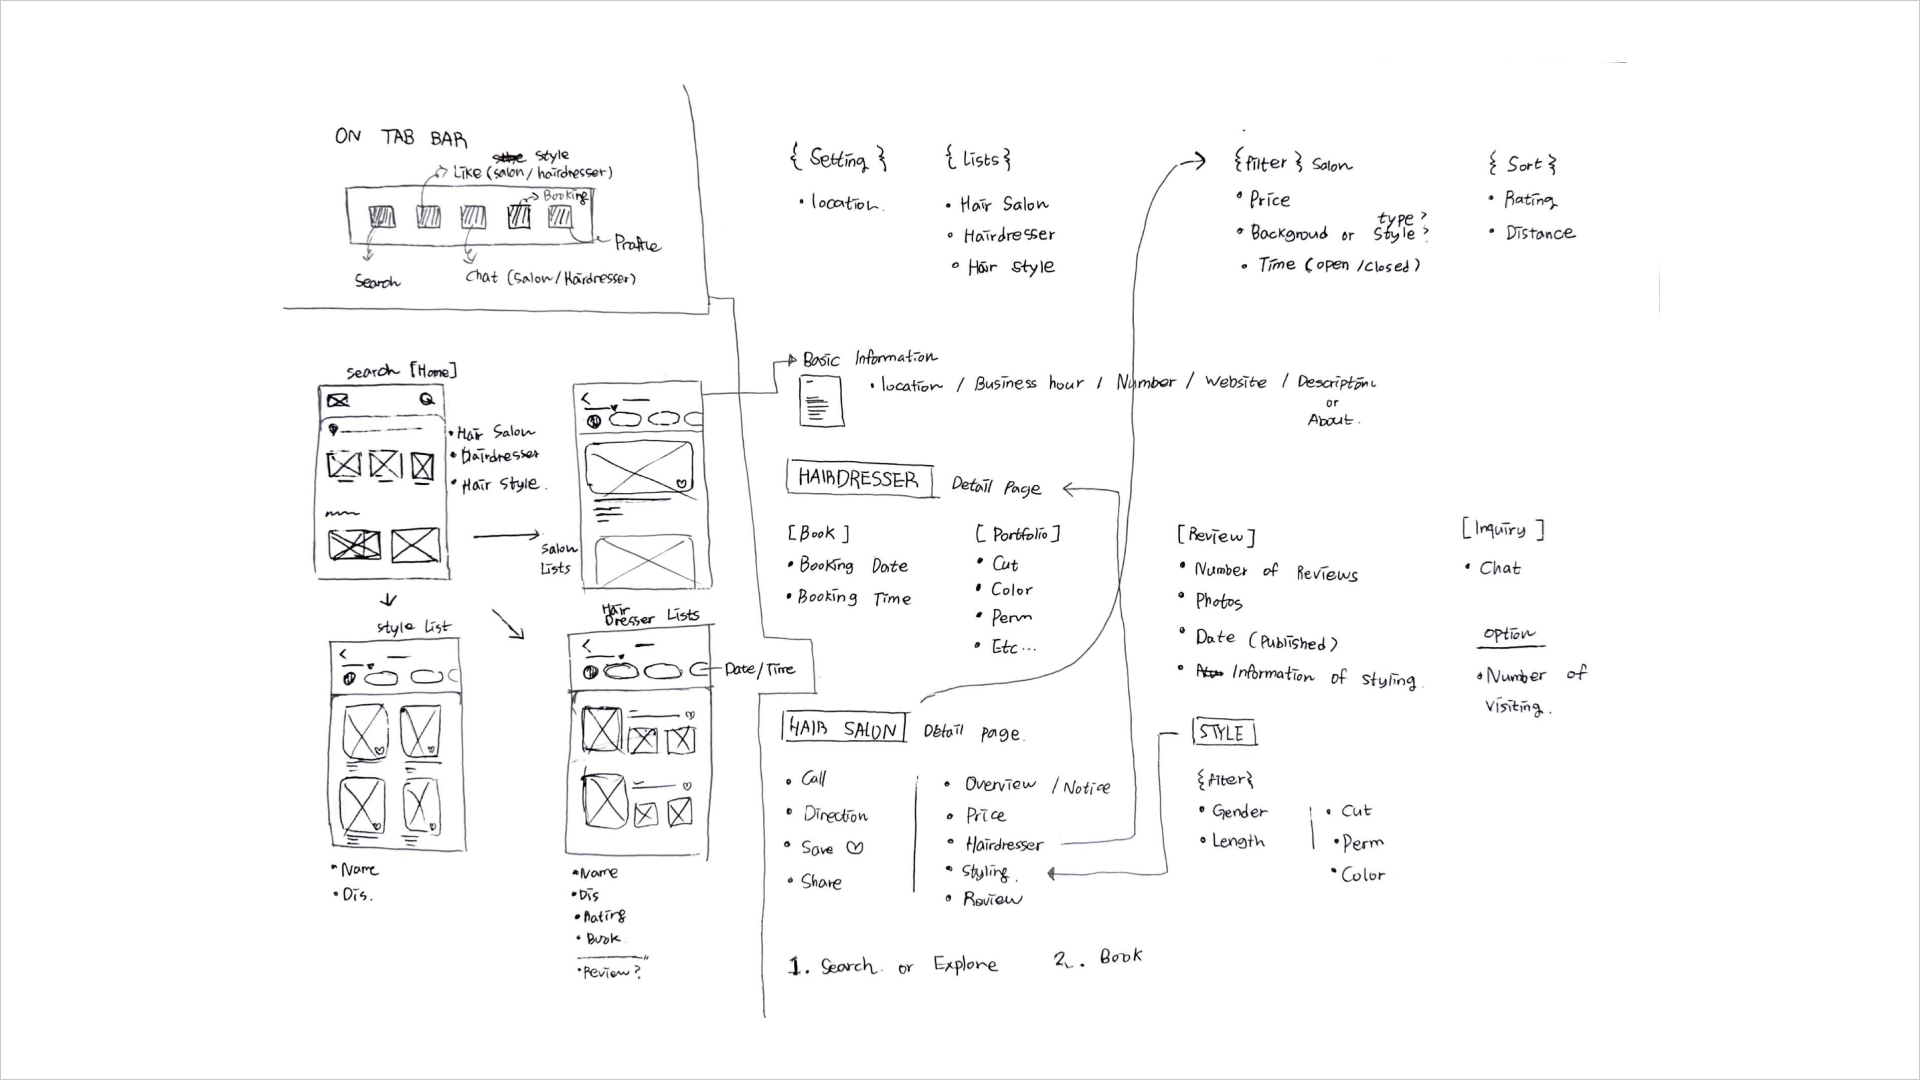 ON TAB BAR
Style
Like (salon/hairdresser)
Booking
Profile
Search
Chat (Salon/Hairdresser)
{Setting}
• location.
{Lists}
• Hair Salon
• Hairdresser
• Hair style
{filter} Salon
• Price
type?
• Backgroud or Style?
• Time (open/closed)
{Sort}
• Rating
• Distance
search [Home]
• Hair Salon
• Hairdresser
• Hair Style.
Salon
Lists
Basic Information
• location / Business hour / Number / Website / Description
or
About.
HAIRDRESSER Detail Page
[Book]
• Booking Date
• Booking Time
[Portfolio]
• Cut
• Color
• Perm
• Etc...
[Review]
• Number of Reviews
• Photos
• Date (Published)
• Information of styling.
[Inquiry]
• Chat
option
• Number of
Visiting.
style List
• Name
• Dis.
Hair
Dresser Lists
Date/Time
• Name
• Dis
• Rating
• Book.
• Review?
HAIR SALON Detail page.
• Call
• Direction
• Save ♡
• Share
• Overview / Notice
• Price
• Hairdresser
• Styling.
• Review
STYLE
{filter}
• Gender
• Length
• Cut
• Perm
• Color
1. Search. or Explore
2. Book